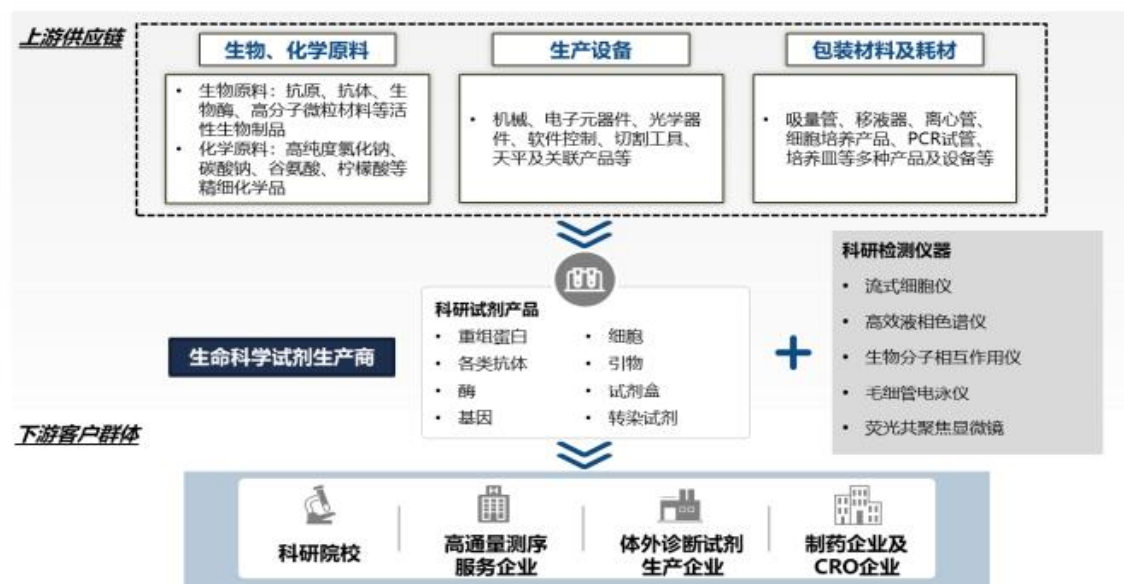 上游供应链
生物、化学原料
• 生物原料：抗原、抗体、生
物酶、高分子微粒材料等活
性生物制品
• 化学原料：高纯度氯化钠、
碳酸钠、谷氨酸、柠檬酸等
精细化学品
生产设备
• 机械、电子元器件、光学器
件、软件控制、切割工具、
天平及关联产品等
包装材料及耗材
• 吸量管、移液器、离心管、
细胞培养产品、PCR试管、
培养皿等多种产品及设备等
生命科学试剂生产商
科研试剂产品
• 重组蛋白
• 各类抗体
• 酶
• 基因
• 细胞
• 引物
• 试剂盒
• 转染试剂
科研检测仪器
• 流式细胞仪
• 高效液相色谱仪
• 生物分子相互作用仪
• 毛细管电泳仪
• 荧光共聚焦显微镜
下游客户群体
科研院校
高通量测序
服务企业
体外诊断试剂
生产企业
制药企业及
CRO企业